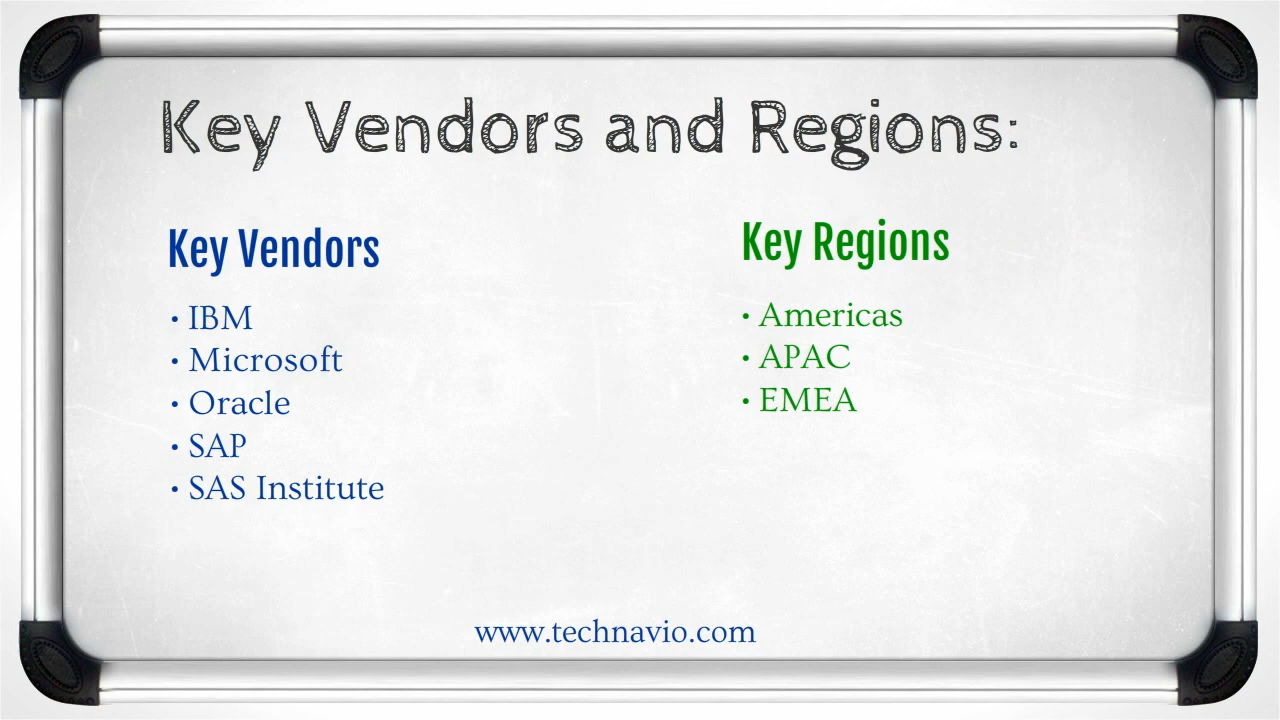 Key Vendors and Regions:
Key Vendors
• IBM
• Microsoft
• Oracle
• SAP
• SAS Institute
Key Regions
• Americas
• APAC
• EMEA
www.technavio.com